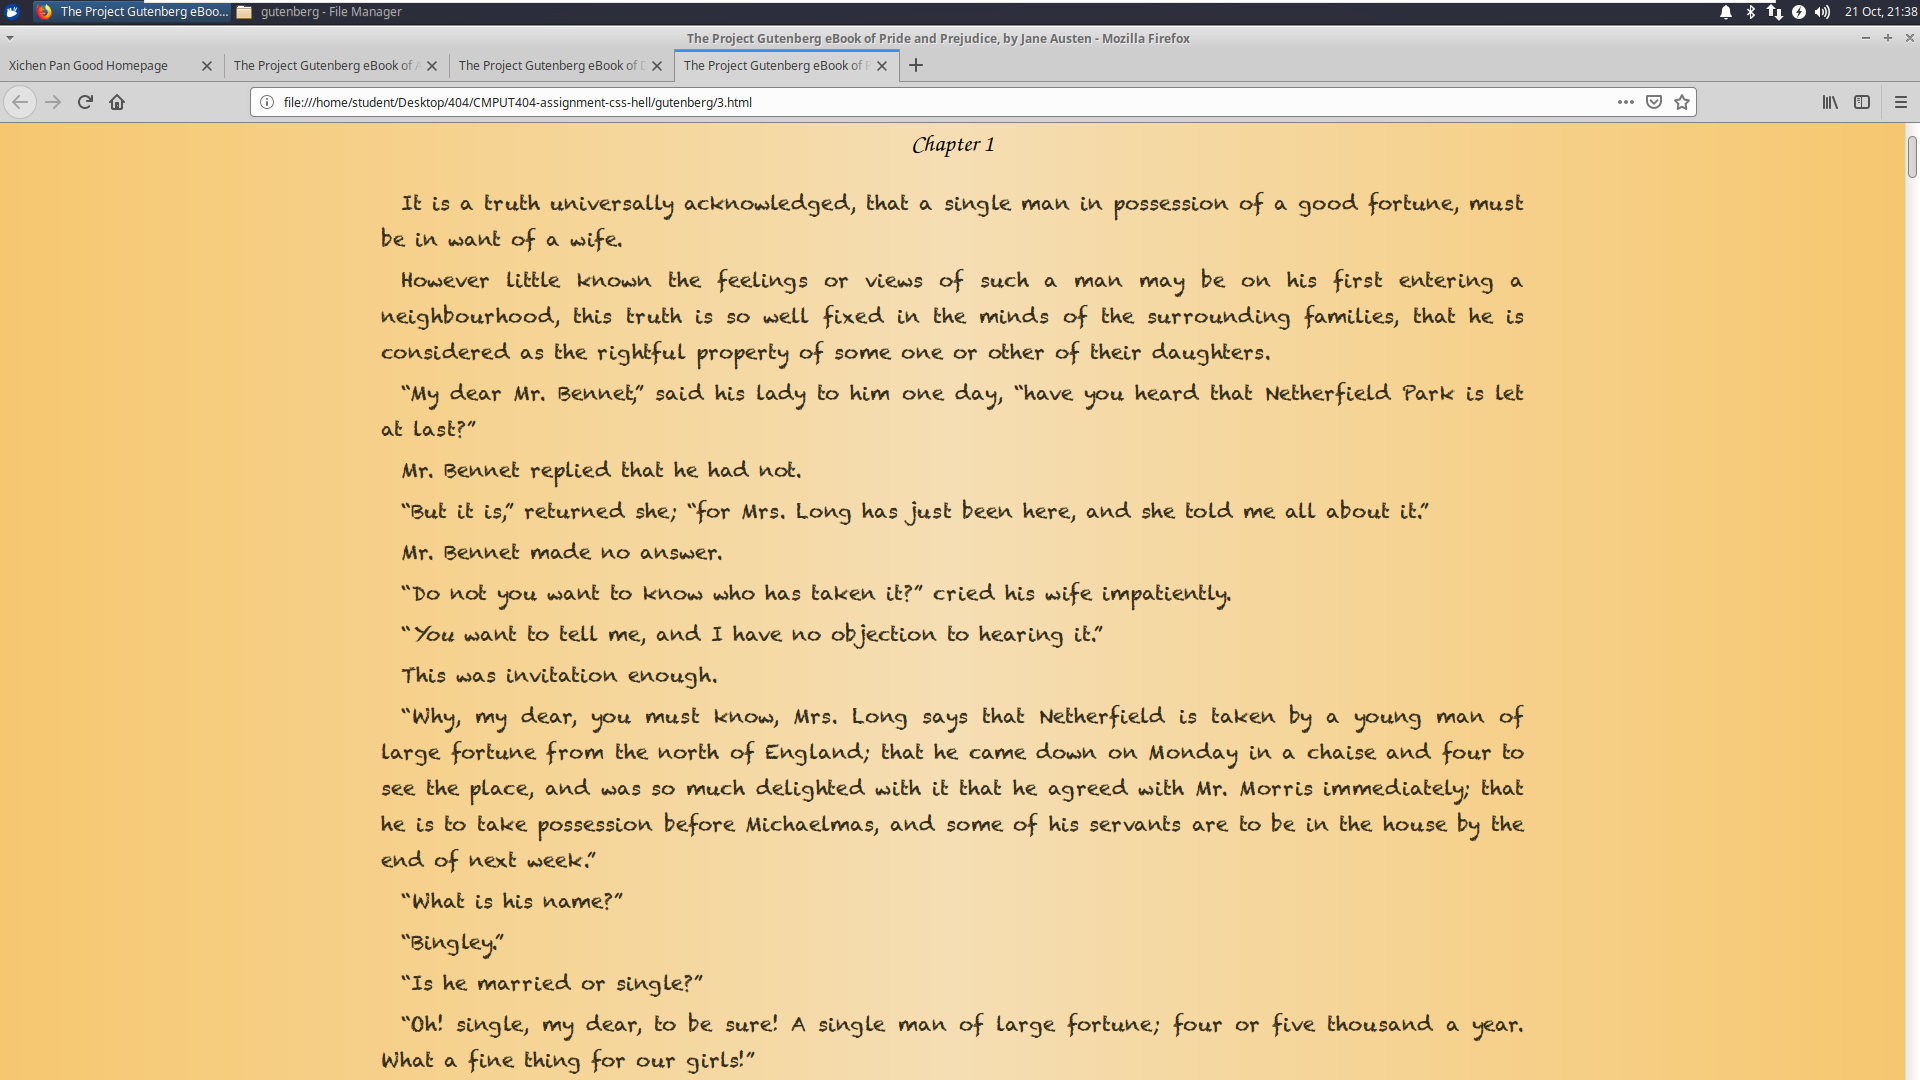 The Project Gutenberg eBoo... gutenberg - File Manager 21 Oct, 21:38
The Project Gutenberg eBook of Pride and Prejudice, by Jane Austen - Mozilla Firefox
Xichen Pan Good Homepage The Project Gutenberg eBook of The Project Gutenberg eBook of The Project Gutenberg eBook of
file:///home/student/Desktop/404/CMPUT404-assignment-css-hell/gutenberg/3.html
Chapter 1
It is a truth universally acknowledged, that a single man in possession of a good fortune, must
be in want of a wife.
However little known the feelings or views of such a man may be on his first entering a
neighbourhood, this truth is so well fixed in the minds of the surrounding families, that he is
considered as the rightful property of some one or other of their daughters.
“My dear Mr. Bennet,” said his lady to him one day, “have you heard that Netherfield Park is let
at last?”
Mr. Bennet replied that he had not.
“But it is,” returned she; “for Mrs. Long has just been here, and she told me all about it.”
Mr. Bennet made no answer.
“Do not you want to know who has taken it?” cried his wife impatiently.
“You want to tell me, and I have no objection to hearing it.”
This was invitation enough.
“Why, my dear, you must know, Mrs. Long says that Netherfield is taken by a young man of
large fortune from the north of England; that he came down on Monday in a chaise and four to
see the place, and was so much delighted with it that he agreed with Mr. Morris immediately; that
he is to take possession before Michaelmas, and some of his servants are to be in the house by the
end of next week.”
“What is his name?”
“Bingley.”
“Is he married or single?”
“Oh! single, my dear, to be sure! A single man of large fortune; four or five thousand a year.
What a fine thing for our girls!”